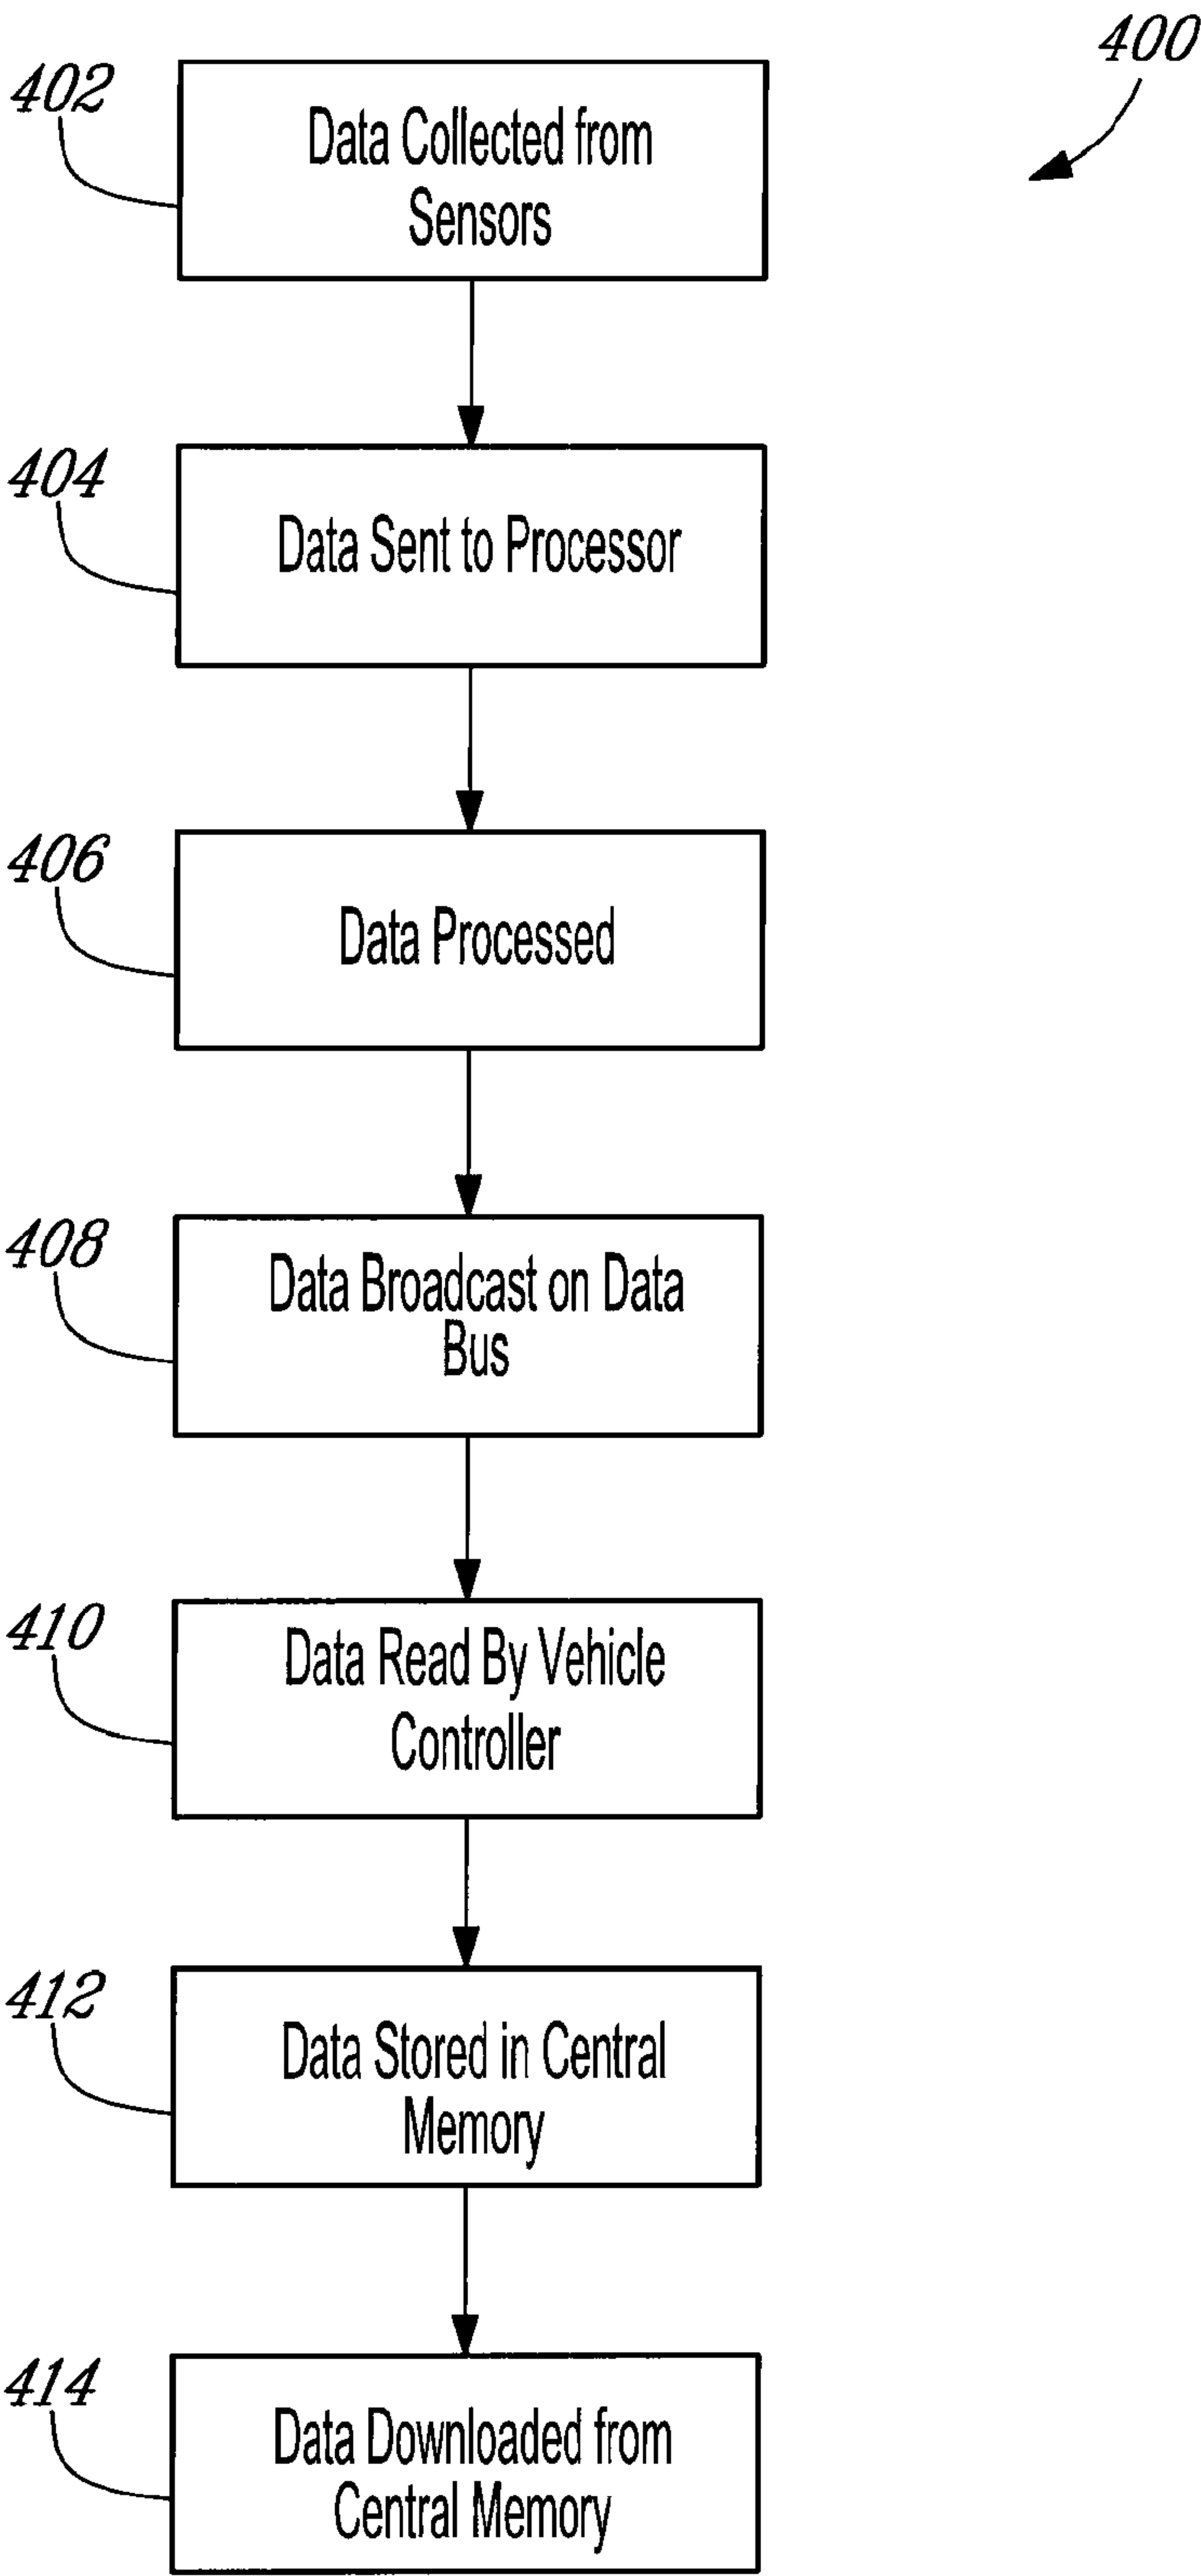 400
402
Data Collected from
Sensors
404
Data Sent to Processor
406
Data Processed
408
Data Broadcast on Data
Bus
410
Data Read By Vehicle
Controller
412
Data Stored in Central
Memory
414
Data Downloaded from
Central Memory